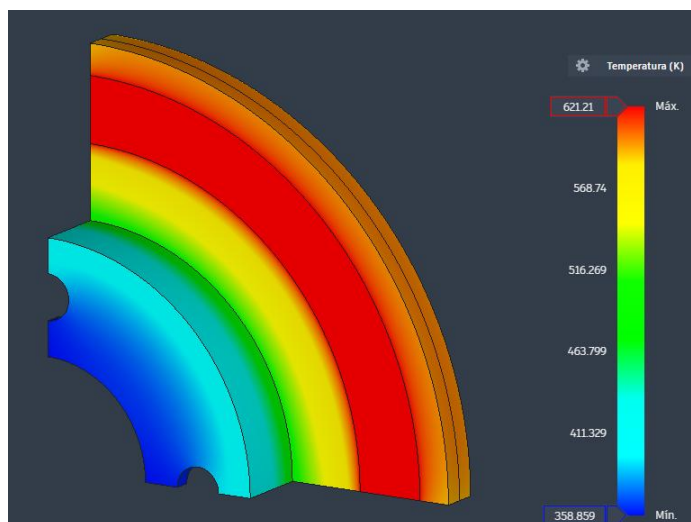 Temperatura (K)
621.21 Máx.
568.74
516.269
463.799
411.329
358.859 Mín.